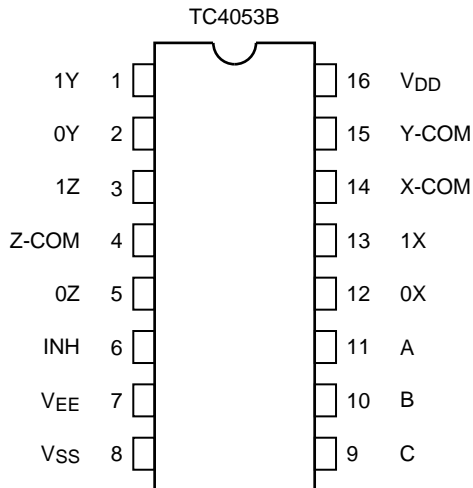 TC4053B
1Y 1 16 VDD
0Y 2 15 Y-COM
1Z 3 14 X-COM
Z-COM 4 13 1X
0Z 5 12 0X
INH 6 11 A
VEE 7 10 B
VSS 8 9 C